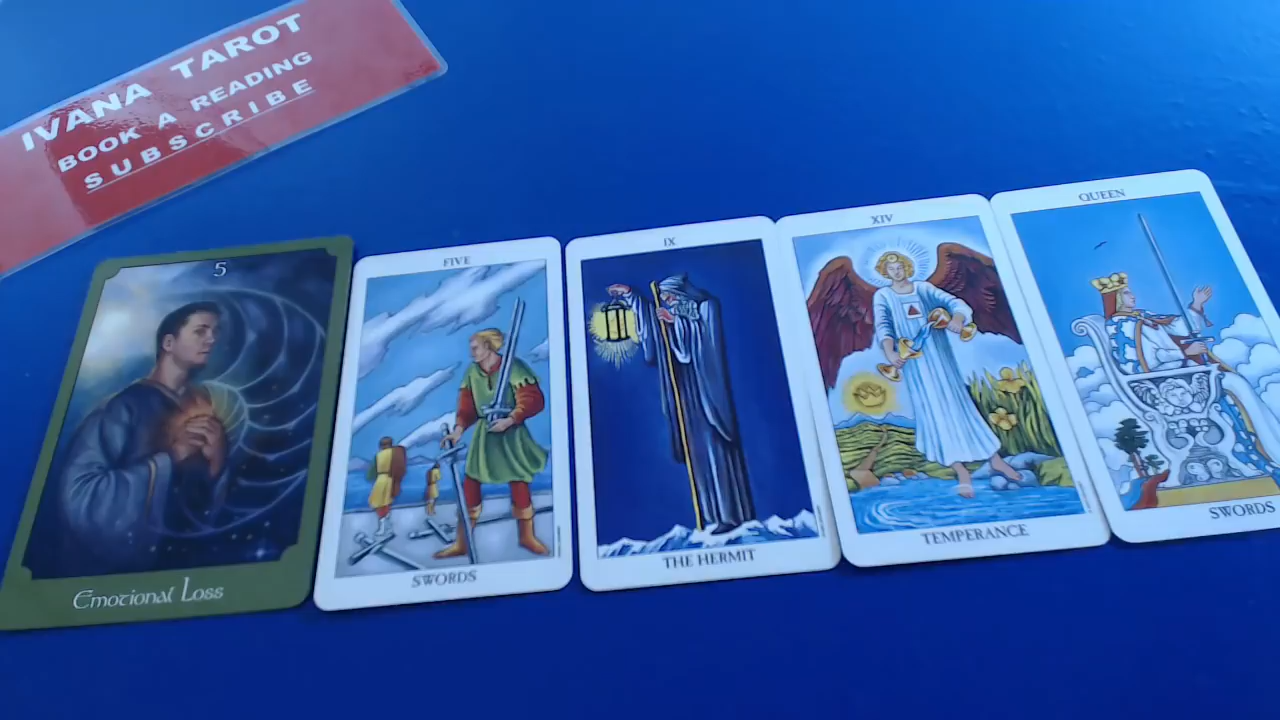 IVANA TAROT
BOOK A READING
SUBSCRIBE
5
Emotional Loss
FIVE
SWORDS
IX
THE HERMIT
XIV
TEMPERANCE
QUEEN
SWORDS